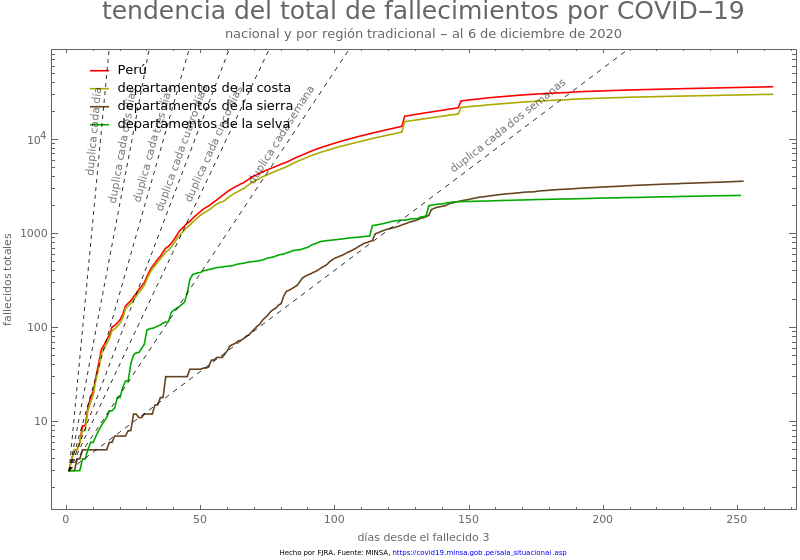 tendencia del total de fallecimientos por COVID−19
nacional y por región tradicional − al 6 de diciembre de 2020
Perú
departamentos de la costa
departamentos de la sierra
departamentos de la selva
duplica cada día
duplica cada dos días
duplica cada tres días
duplica cada cuatro días
duplica cada cinco días
duplica cada semana
duplica cada dos semanas
fallecidos totales
10^4
1000
100
10
0 50 100 150 200 250
días desde el fallecido 3
Hecho por FJRA. Fuente: MINSA, https://covid19.minsa.gob.pe/sala_situacional.asp